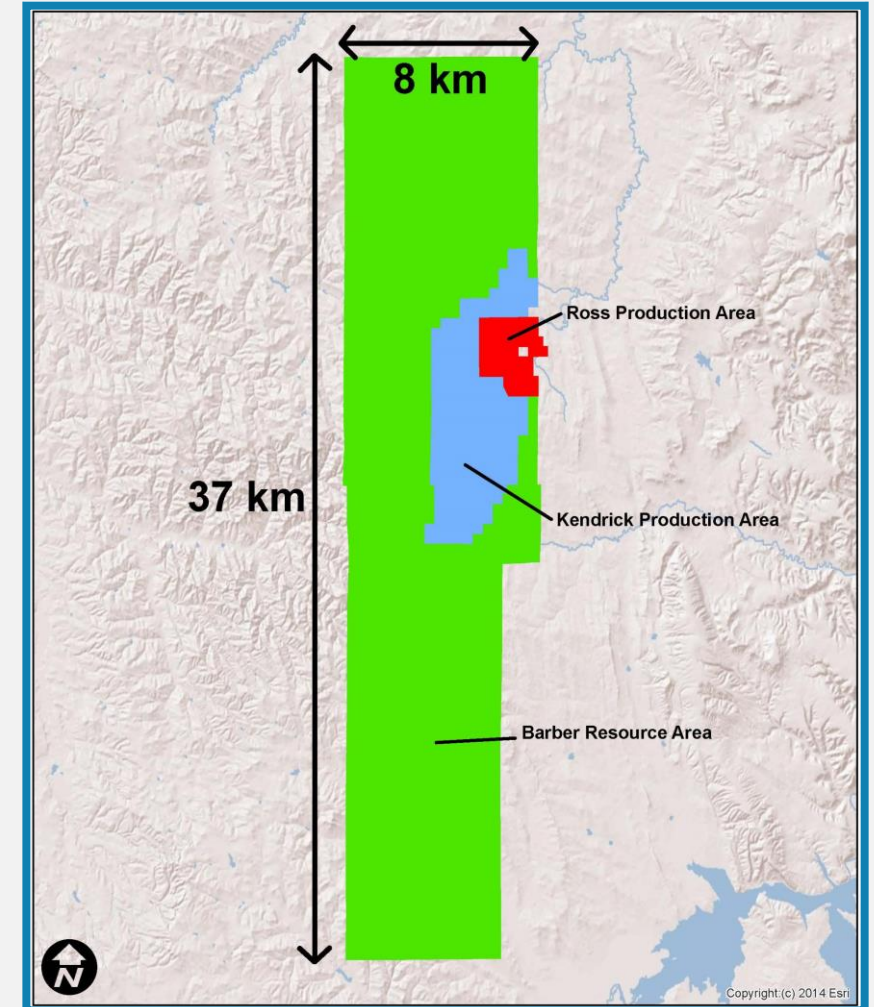 8 km
Ross Production Area
37 km
Kendrick Production Area
Barber Resource Area
N
Copyright:(c) 2014 Esri